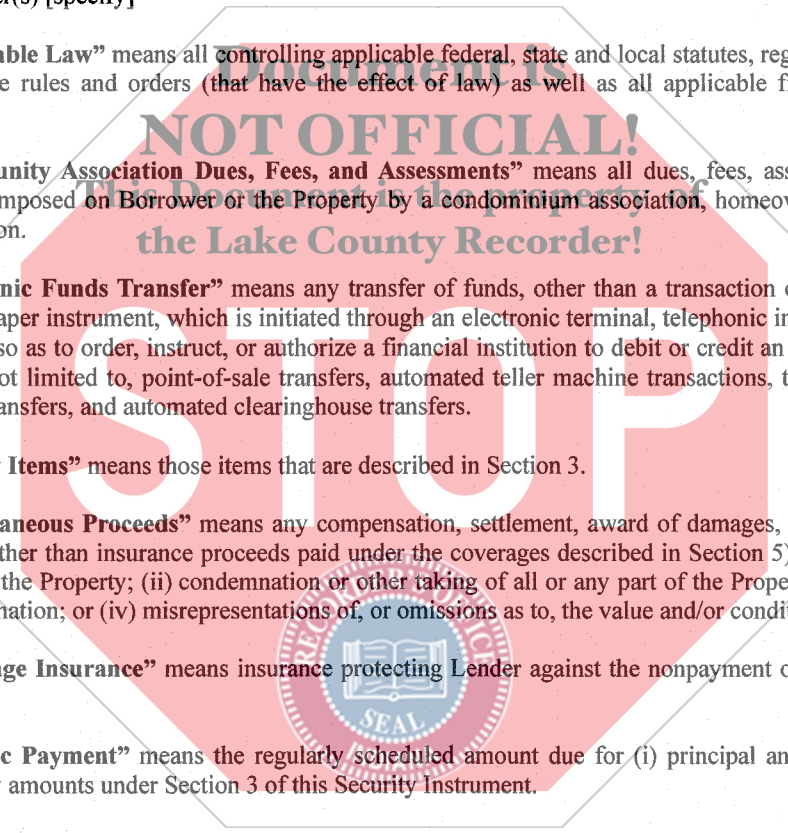 er(s) [specify]
able Law” means all controlling applicable federal, state and local statutes, reg
e rules and orders (that have the effect of law) as well as all applicable f
Document is
NOT OFFICIAL!
unity Association Dues, Fees, and Assessments” means all dues, fees, ass
This Document is the property of
mposed on Borrower or the Property by a condominium association, homeow
on.
the Lake County Recorder!
nic Funds Transfer” means any transfer of funds, other than a transaction
aper instrument, which is initiated through an electronic terminal, telephonic in
so as to order, instruct, or authorize a financial institution to debit or credit an
ot limited to, point-of-sale transfers, automated teller machine transactions, t
ansfers, and automated clearinghouse transfers.
STOP
Items” means those items that are described in Section 3.
aneous Proceeds” means any compensation, settlement, award of damages,
ther than insurance proceeds paid under the coverages described in Section 5)
the Property; (ii) condemnation or other taking of all or any part of the Prope
nation; or (iv) misrepresentations of, or omissions as to, the value and/or condit
RECORDER'S OFFICE
age Insurance” means insurance protecting Lender against the nonpayment o
SEAL
c Payment” means the regularly scheduled amount due for (i) principal an
y amounts under Section 3 of this Security Instrument.